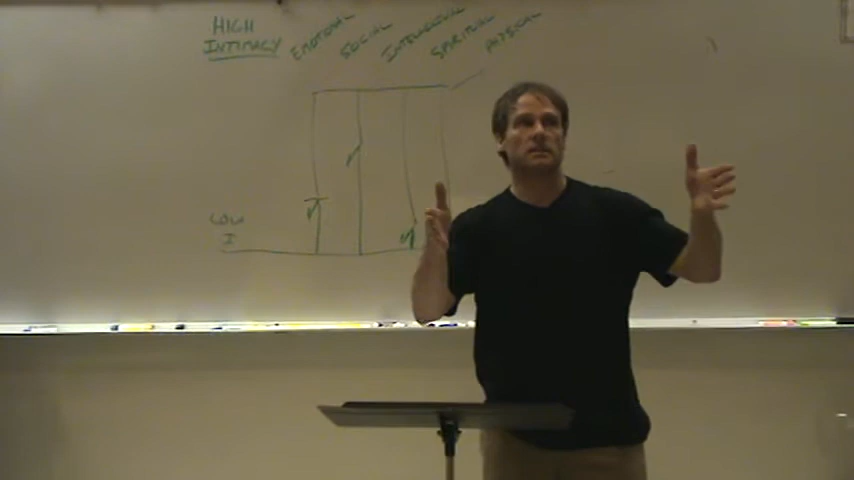 HIGH
INTIMACY
EMOTIONAL
SOCIAL
INTELLECTUAL
SPIRITUAL
PHYSICAL
LOW
I